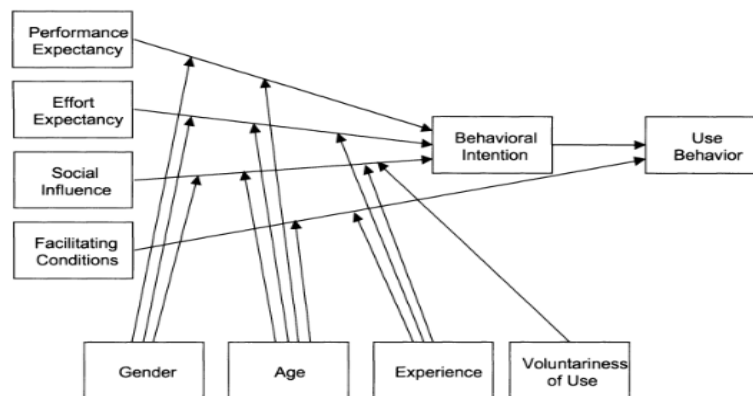 Performance
Expectancy
Effort
Expectancy
Social
Influence
Facilitating
Conditions
Behavioral
Intention
Use
Behavior
Gender
Age
Experience
Voluntariness
of Use